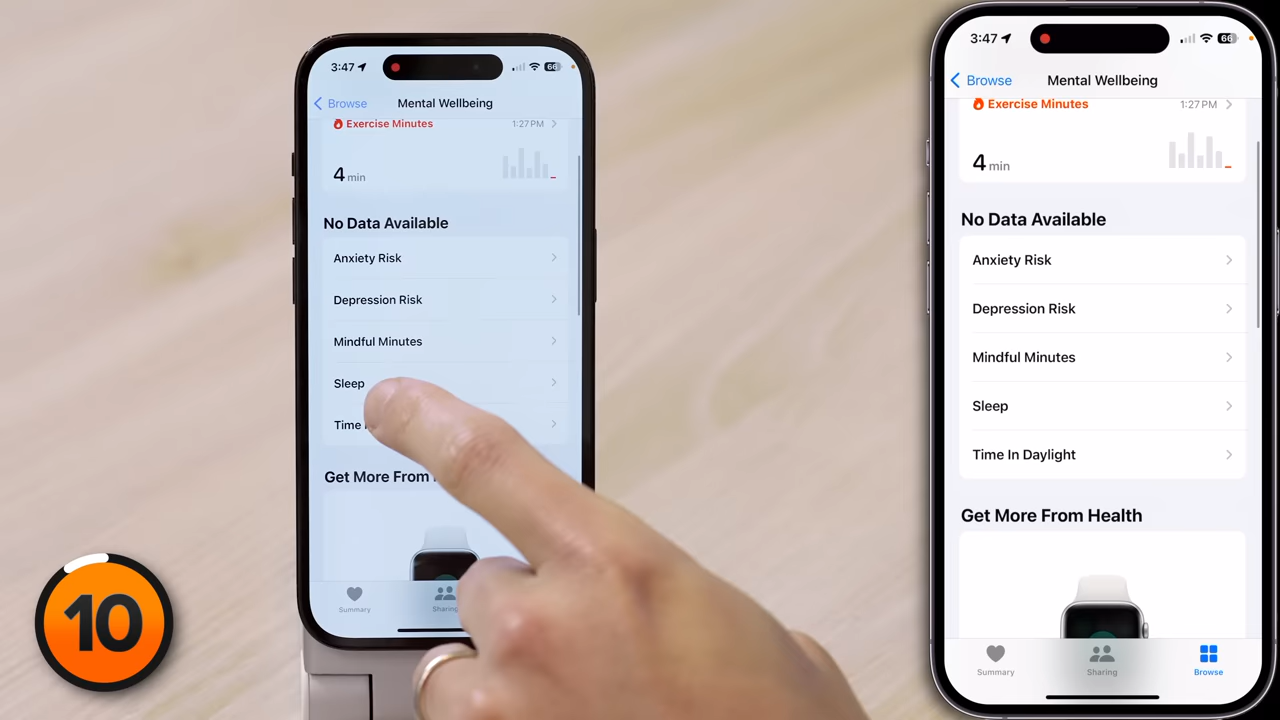 3:47
66
Browse
Mental Wellbeing
Exercise Minutes
1:27 PM
4 min
No Data Available
Anxiety Risk
Depression Risk
Mindful Minutes
Sleep
Time
Get More From
Summary
Sharing
10
3:47
66
Browse
Mental Wellbeing
Exercise Minutes
1:27 PM
4 min
No Data Available
Anxiety Risk
Depression Risk
Mindful Minutes
Sleep
Time In Daylight
Get More From Health
Summary
Sharing
Browse